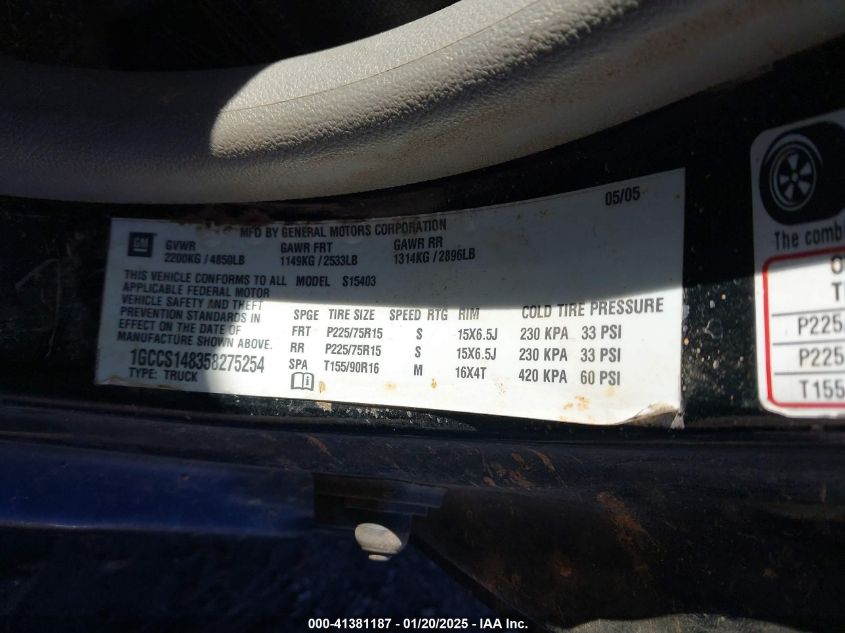 05/05
MFD BY GENERAL MOTORS CORPORATION
GM
GVWR GAWR FRT GAWR RR
2200KG / 4850LB 1149KG / 2533LB 1314KG / 2896LB
THIS VEHICLE CONFORMS TO ALL MODEL S15403
APPLICABLE FEDERAL MOTOR
VEHICLE SAFETY AND THEFT
PREVENTION STANDARDS IN
EFFECT ON THE DATE OF
MANUFACTURE SHOWN ABOVE.
1GCCS148358275254
TYPE: TRUCK
SPGE TIRE SIZE SPEED RTG RIM COLD TIRE PRESSURE
FRT P225/75R15 S 15X6.5J 230 KPA 33 PSI
RR P225/75R15 S 15X6.5J 230 KPA 33 PSI
SPA T155/90R16 M 16X4T 420 KPA 60 PSI
The comb
P225/
P225
T155
000-41381187 - 01/20/2025 - IAA Inc.